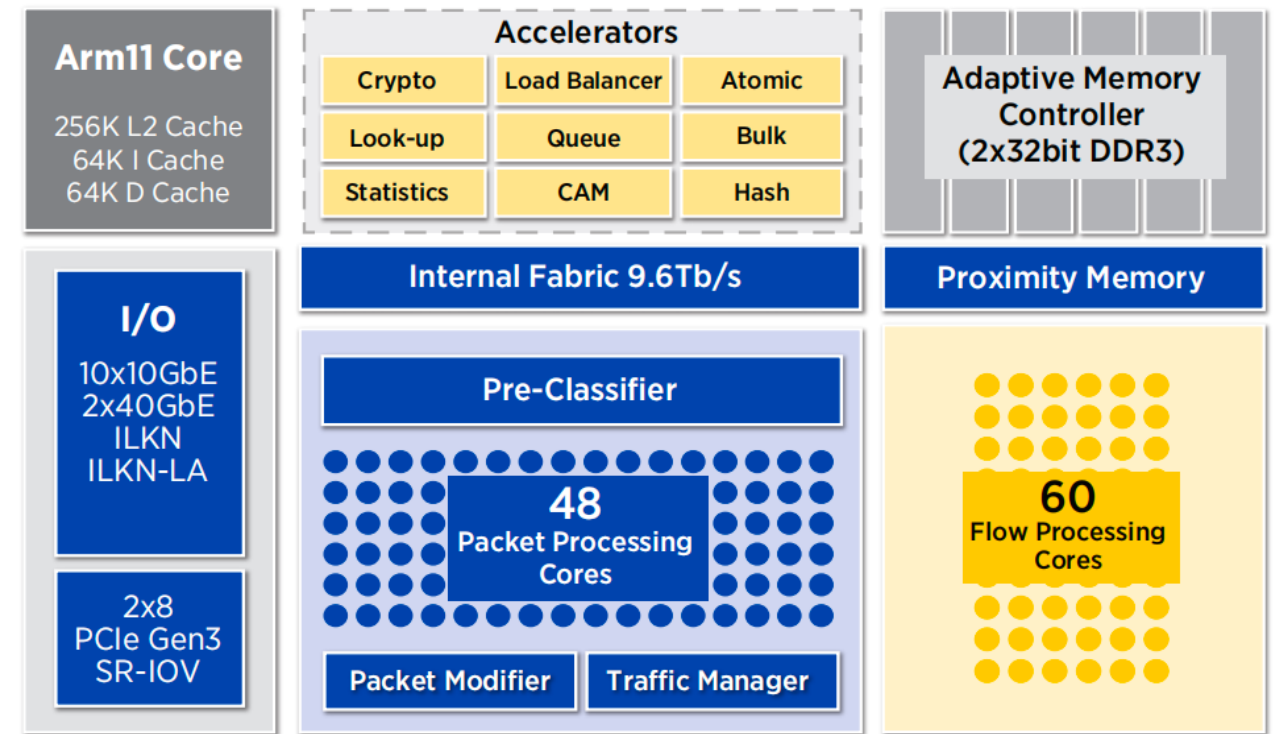 Arm11 Core
256K L2 Cache
64K I Cache
64K D Cache
Accelerators
Crypto
Load Balancer
Atomic
Look-up
Queue
Bulk
Statistics
CAM
Hash
Adaptive Memory
Controller
(2x32bit DDR3)
Internal Fabric 9.6Tb/s
Proximity Memory
I/O
10x10GbE
2x40GbE
ILKN
ILKN-LA
2x8
PCIe Gen3
SR-IOV
Pre-Classifier
48
Packet Processing
Cores
Packet Modifier
Traffic Manager
60
Flow Processing
Cores